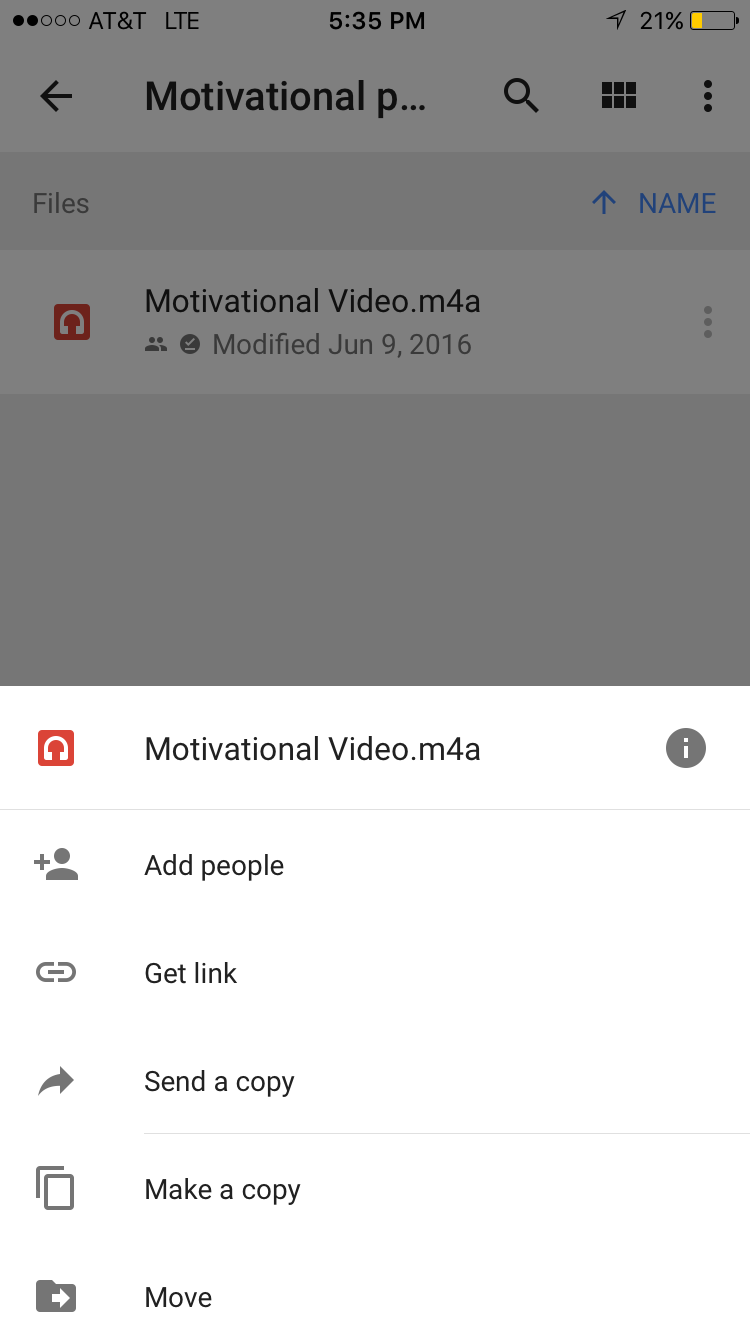 AT&T LTE 5:35 PM 21%
Motivational p...
Files NAME
Motivational Video.m4a
Modified Jun 9, 2016
Motivational Video.m4a
Add people
Get link
Send a copy
Make a copy
Move